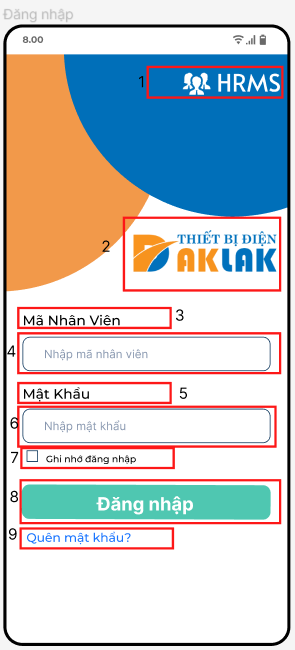 Đăng nhập
8.00
1 HRMS
2 THIẾT BỊ ĐIỆN
DAKLAK
Mã Nhân Viên 3
4 Nhập mã nhân viên
Mật Khẩu 5
6 Nhập mật khẩu
7 Ghi nhớ đăng nhập
8 Đăng nhập
9 Quên mật khẩu?